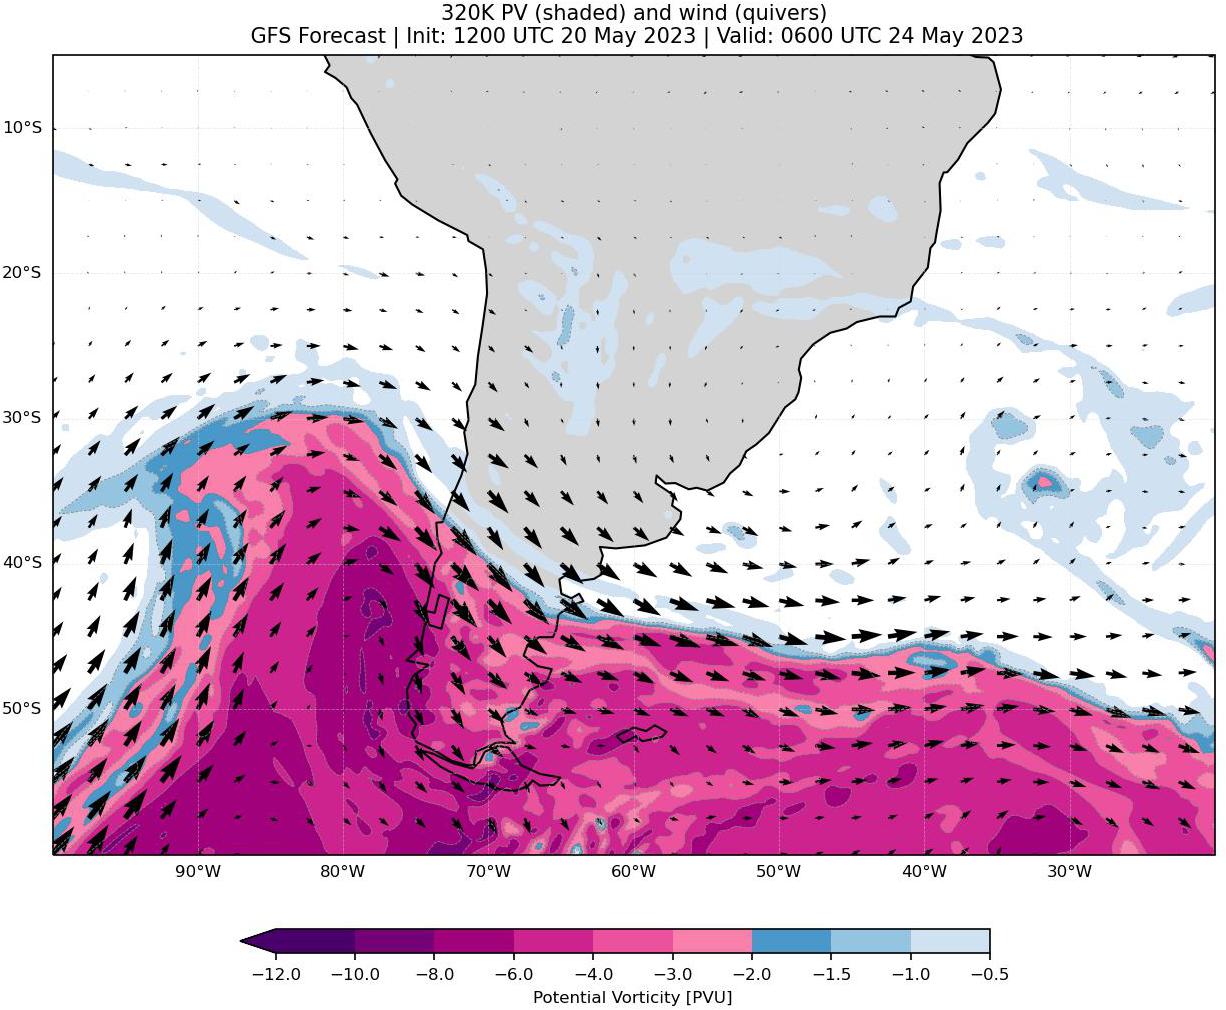 320K PV (shaded) and wind (quivers)
GFS Forecast | Init: 1200 UTC 20 May 2023 | Valid: 0600 UTC 24 May 2023
10°S
20°S
30°S
40°S
50°S
90°W 80°W 70°W 60°W 50°W 40°W 30°W
−12.0 −10.0 −8.0 −6.0 −4.0 −3.0 −2.0 −1.5 −1.0 −0.5
Potential Vorticity [PVU]